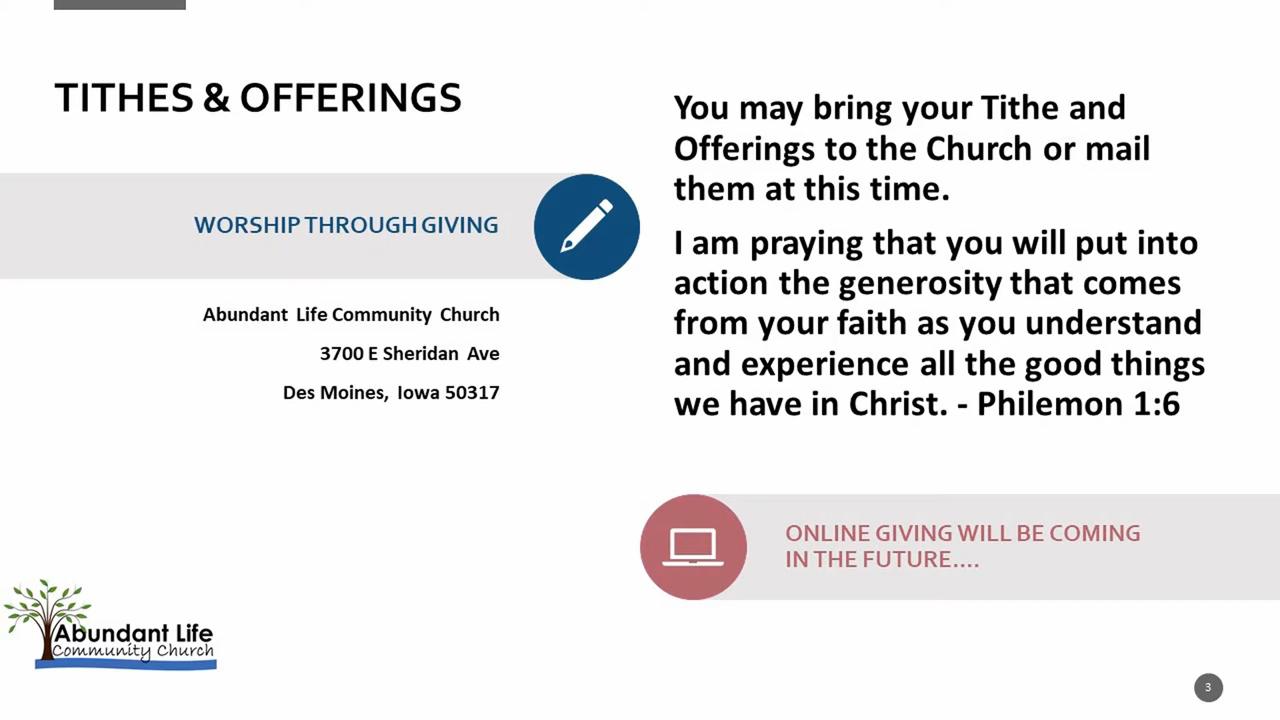 TITHES & OFFERINGS
WORSHIP THROUGH GIVING
Abundant Life Community Church
3700 E Sheridan Ave
Des Moines, Iowa 50317
You may bring your Tithe and
Offerings to the Church or mail
them at this time.
I am praying that you will put into
action the generosity that comes
from your faith as you understand
and experience all the good things
we have in Christ. - Philemon 1:6
ONLINE GIVING WILL BE COMING
IN THE FUTURE....
Abundant Life
Community Church
3